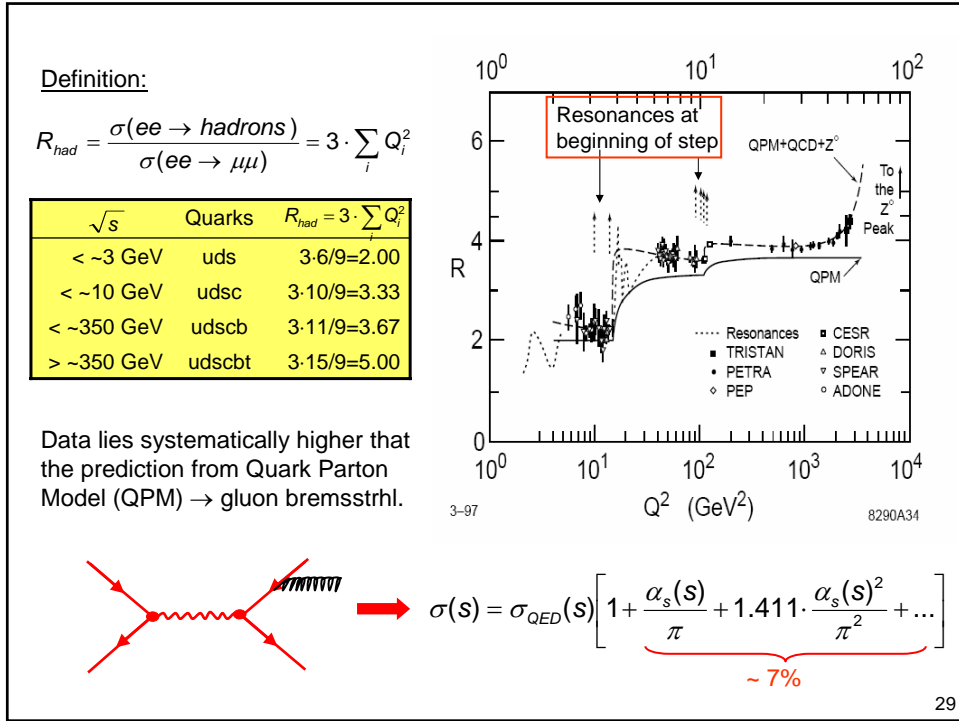 Definition:
R_had = σ(ee → hadrons) / σ(ee → μμ) = 3 · ∑_i Q_i^2
√s Quarks R_had = 3 · ∑_i Q_i^2
< ~3 GeV uds 3·6/9=2.00
< ~10 GeV udsc 3·10/9=3.33
< ~350 GeV udscb 3·11/9=3.67
> ~350 GeV udscbt 3·15/9=5.00
Data lies systematically higher that
the prediction from Quark Parton
Model (QPM) → gluon bremsstrhl.
10^0 10^1 10^2
Resonances at
beginning of step
QPM+QCD+Z°
To
the
Z°
Peak
QPM
R
6
4
2
0
Resonances
TRISTAN
PETRA
PEP
CESR
DORIS
SPEAR
ADONE
10^0 10^1 10^2 10^3 10^4
3–97
Q^2 (GeV^2)
8290A34
σ(s) = σ_QED(s)[1 + α_s(s)/π + 1.411 · α_s(s)^2/π^2 + ...]
~ 7%
29